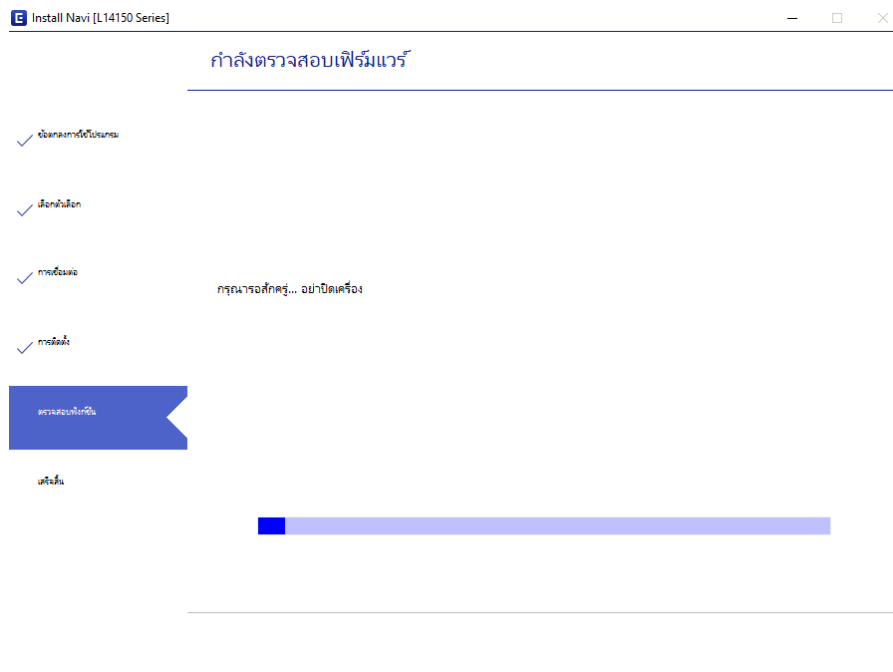 E Install Navi [L14150 Series]
กำลังตรวจสอบเฟิร์มแวร์
ข้อตกลงการใช้โปรแกรม
เลือกตัวเลือก
การเชื่อมต่อ
กรุณารอสักครู่... อย่าปิดเครื่อง
การติดตั้ง
ตรวจสอบฟังก์ชัน
เสร็จสิ้น